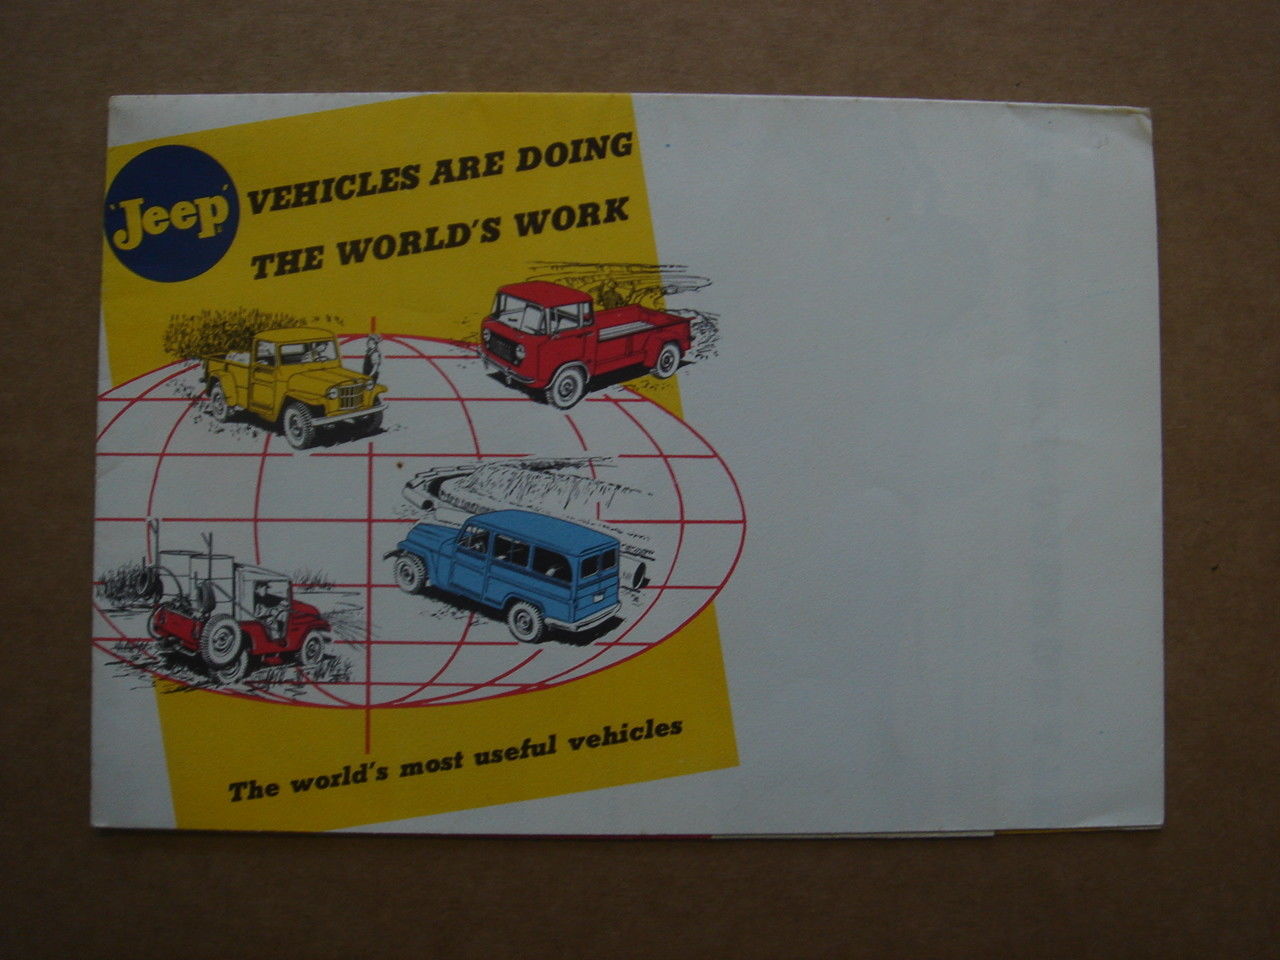 'Jeep'
VEHICLES ARE DOING
THE WORLD'S WORK
The world's most useful vehicles